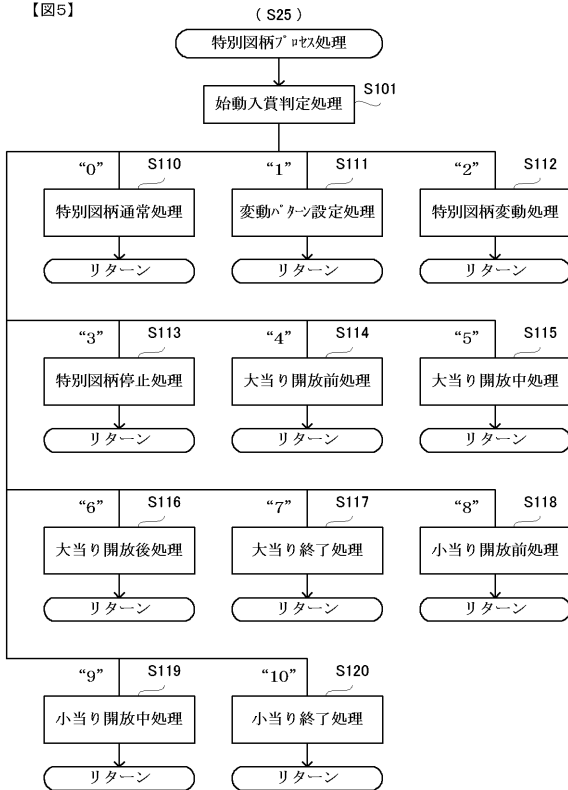 【図5】
(S25)
特別図柄ﾌﾟﾛｾｽ処理
S101
始動入賞判定処理
“0” S110 “1” S111 “2” S112
特別図柄通常処理 変動ﾊﾟﾀｰﾝ設定処理 特別図柄変動処理
リターン リターン リターン
“3” S113 “4” S114 “5” S115
特別図柄停止処理 大当り開放前処理 大当り開放中処理
リターン リターン リターン
“6” S116 “7” S117 “8” S118
大当り開放後処理 大当り終了処理 小当り開放前処理
リターン リターン リターン
“9” S119 “10” S120
小当り開放中処理 小当り終了処理
リターン リターン